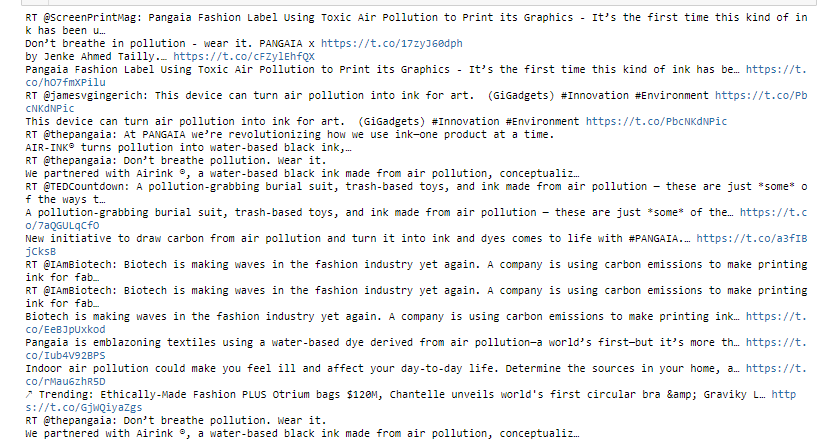 RT @ScreenPrintMag: Pangaia Fashion Label Using Toxic Air Pollution to Print its Graphics - It’s the first time this kind of in
k has been u…
Don’t breathe in pollution - wear it. PANGAIA x https://t.co/17zyJ60dph
by Jenke Ahmed Tailly.… https://t.co/cFZylEhfQX
Pangaia Fashion Label Using Toxic Air Pollution to Print its Graphics - It’s the first time this kind of ink has be… https://t.
co/hO7fmXPilu
RT @jamesvgingerich: This device can turn air pollution into ink for art.  (GiGadgets) #Innovation #Environment https://t.co/Pb
cNKdNPic
This device can turn air pollution into ink for art.  (GiGadgets) #Innovation #Environment https://t.co/PbcNKdNPic
RT @thepangaia: At PANGAIA we’re revolutionizing how we use ink—one product at a time.
AIR-INK® turns pollution into water-based black ink,…
RT @thepangaia: Don’t breathe pollution. Wear it.
We partnered with Airink ®, a water-based black ink made from air pollution, conceptualiz…
RT @TEDCountdown: A pollution-grabbing burial suit, trash-based toys, and ink made from air pollution — these are just *some* o
f the ways t…
A pollution-grabbing burial suit, trash-based toys, and ink made from air pollution — these are just *some* of the… https://t.c
o/7aQGULqCfO
New initiative to draw carbon from air pollution and turn it into ink and dyes comes to life with #PANGAIA.… https://t.co/a3fIB
jCksB
RT @IAmBiotech: Biotech is making waves in the fashion industry yet again. A company is using carbon emissions to make printing
ink for fab…
RT @IAmBiotech: Biotech is making waves in the fashion industry yet again. A company is using carbon emissions to make printing
ink for fab…
Biotech is making waves in the fashion industry yet again. A company is using carbon emissions to make printing ink… https://t.
co/EeBJpUxkod
Pangaia is emblazoning textiles using a water-based dye derived from air pollution—a world’s first—but it’s more th… https://t.
co/Iub4V92BPS
Indoor air pollution could make you feel ill and affect your day-to-day life. Determine the sources in your home, a… https://t.
co/rMau6zhR5D
↗ Trending: Ethically-Made Fashion PLUS Otrium bags $120M, Chantelle unveils world's first circular bra &amp; Graviky L… http
s://t.co/GjWQiyaZgs
RT @thepangaia: Don’t breathe pollution. Wear it.
We partnered with Airink ®, a water-based black ink made from air pollution, conceptualiz…